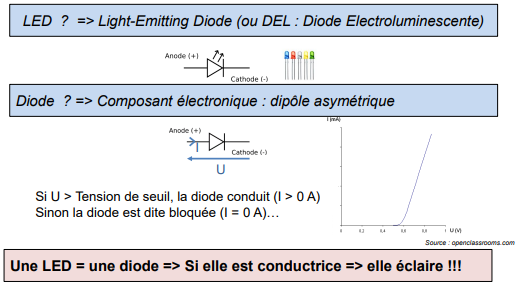 LED ? => Light-Emitting Diode (ou DEL : Diode Electroluminescente)
Anode (+)
Cathode (-)
Diode ? => Composant électronique : dipôle asymétrique
Anode (+)
I
Cathode (-)
U
I (mA)
0 0,2 0,4 0,6 0,8 1 U (V)
Si U > Tension de seuil, la diode conduit (I > 0 A)
Sinon la diode est dite bloquée (I = 0 A)…
Source : openclassrooms.com
Une LED = une diode => Si elle est conductrice => elle éclaire !!!